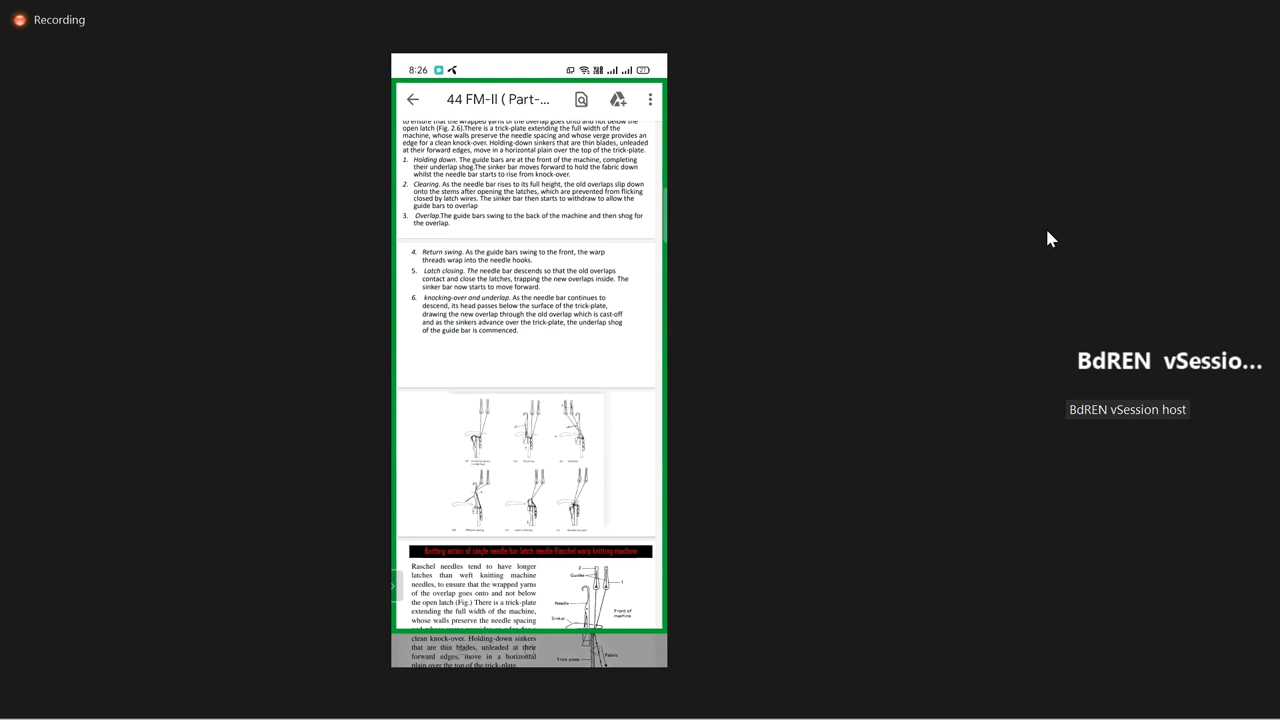 Recording
8:26
27
44 FM-II ( Part-...
to ensure that the wrapped yarns of the overlap goes onto and not below the
open latch (Fig. 2.6).There is a trick-plate extending the full width of the
machine, whose walls preserve the needle spacing and whose verge provides an
edge for a clean knock-over. Holding-down sinkers that are thin blades, unleaded
at their forward edges, move in a horizontal plain over the top of the trick-plate.
1. Holding down. The guide bars are at the front of the machine, completing
their underlap shog.The sinker bar moves forward to hold the fabric down
whilst the needle bar starts to rise from knock-over.
2. Clearing. As the needle bar rises to its full height, the old overlaps slip down
onto the stems after opening the latches, which are prevented from flicking
closed by latch wires. The sinker bar then starts to withdraw to allow the
guide bars to overlap
3. Overlap.The guide bars swing to the back of the machine and then shog for
the overlap.
4. Return swing. As the guide bars swing to the front, the warp
threads wrap into the needle hooks.
5. Latch closing. The needle bar descends so that the old overlaps
contact and close the latches, trapping the new overlaps inside. The
sinker bar now starts to move forward.
6. knocking-over and underlap. As the needle bar continues to
descend, its head passes below the surface of the trick-plate,
drawing the new overlap through the old overlap which is cast-off
and as the sinkers advance over the trick-plate, the underlap shog
of the guide bar is commenced.
Knitting action of single needle bar latch needle Raschel warp knitting machine
Raschel needles tend to have longer
latches than weft knitting machine
needles, to ensure that the wrapped yarns
of the overlap goes onto and not below
the open latch (Fig.) There is a trick-plate
extending the full width of the machine,
whose walls preserve the needle spacing
clean knock-over. Holding-down sinkers
that are thin blades, unleaded at their
forward edges, move in a horizontal
plain over the top of the trick-plate.
2
Guides
1
Needle
Front of
machine
Sinker
Fabric
Trick plate
BdREN vSessio...
BdREN vSession host